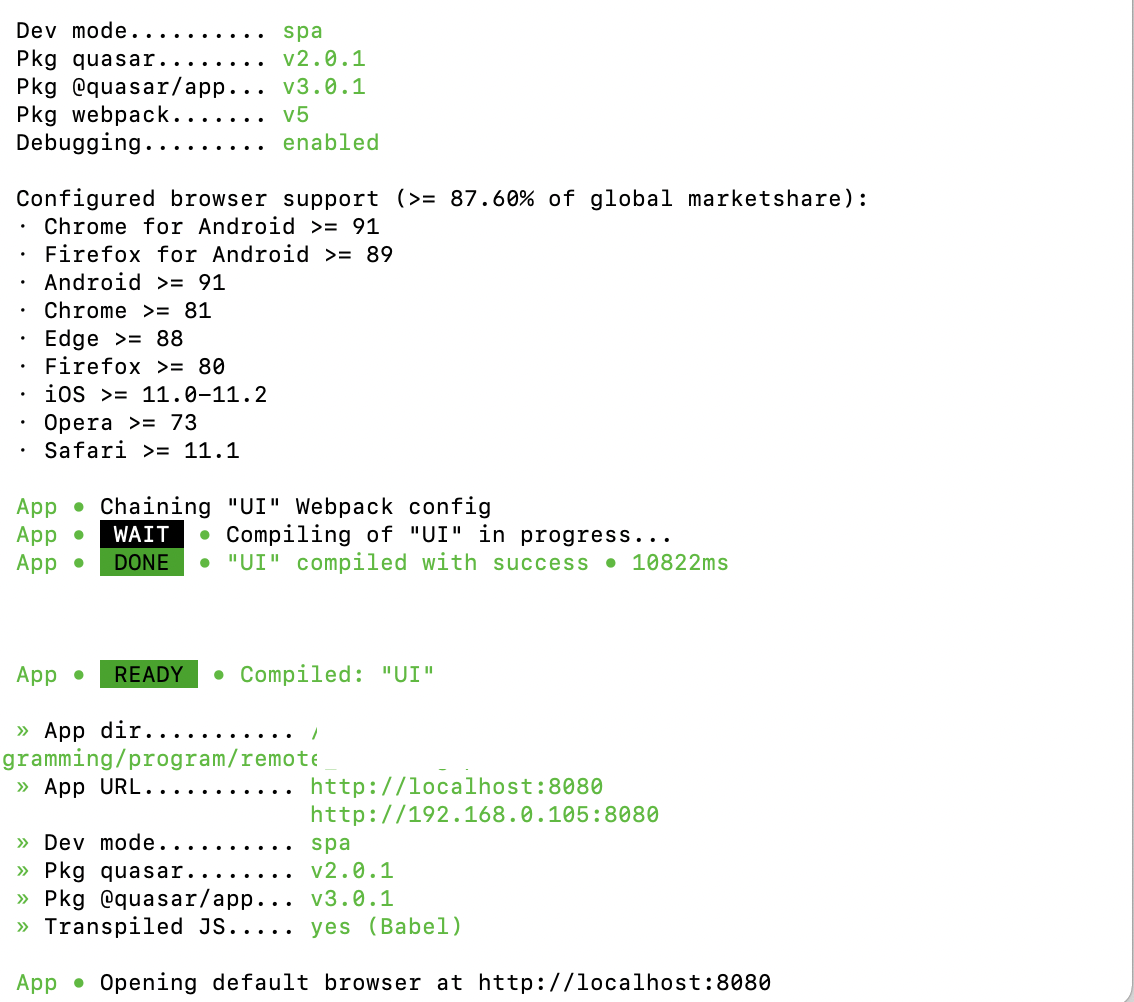 Dev mode.......... spa
Pkg quasar........ v2.0.1
Pkg @quasar/app... v3.0.1
Pkg webpack....... v5
Debugging......... enabled
Configured browser support (>= 87.60% of global marketshare):
· Chrome for Android >= 91
· Firefox for Android >= 89
· Android >= 91
· Chrome >= 81
· Edge >= 88
· Firefox >= 80
· iOS >= 11.0-11.2
· Opera >= 73
· Safari >= 11.1
App • Chaining "UI" Webpack config
App • WAIT • Compiling of "UI" in progress...
App • DONE • "UI" compiled with success • 10822ms
App • READY • Compiled: "UI"
» App dir........... /
gramming/program/remote
» App URL........... http://localhost:8080
http://192.168.0.105:8080
» Dev mode.......... spa
» Pkg quasar........ v2.0.1
» Pkg @quasar/app... v3.0.1
» Transpiled JS..... yes (Babel)
App • Opening default browser at http://localhost:8080